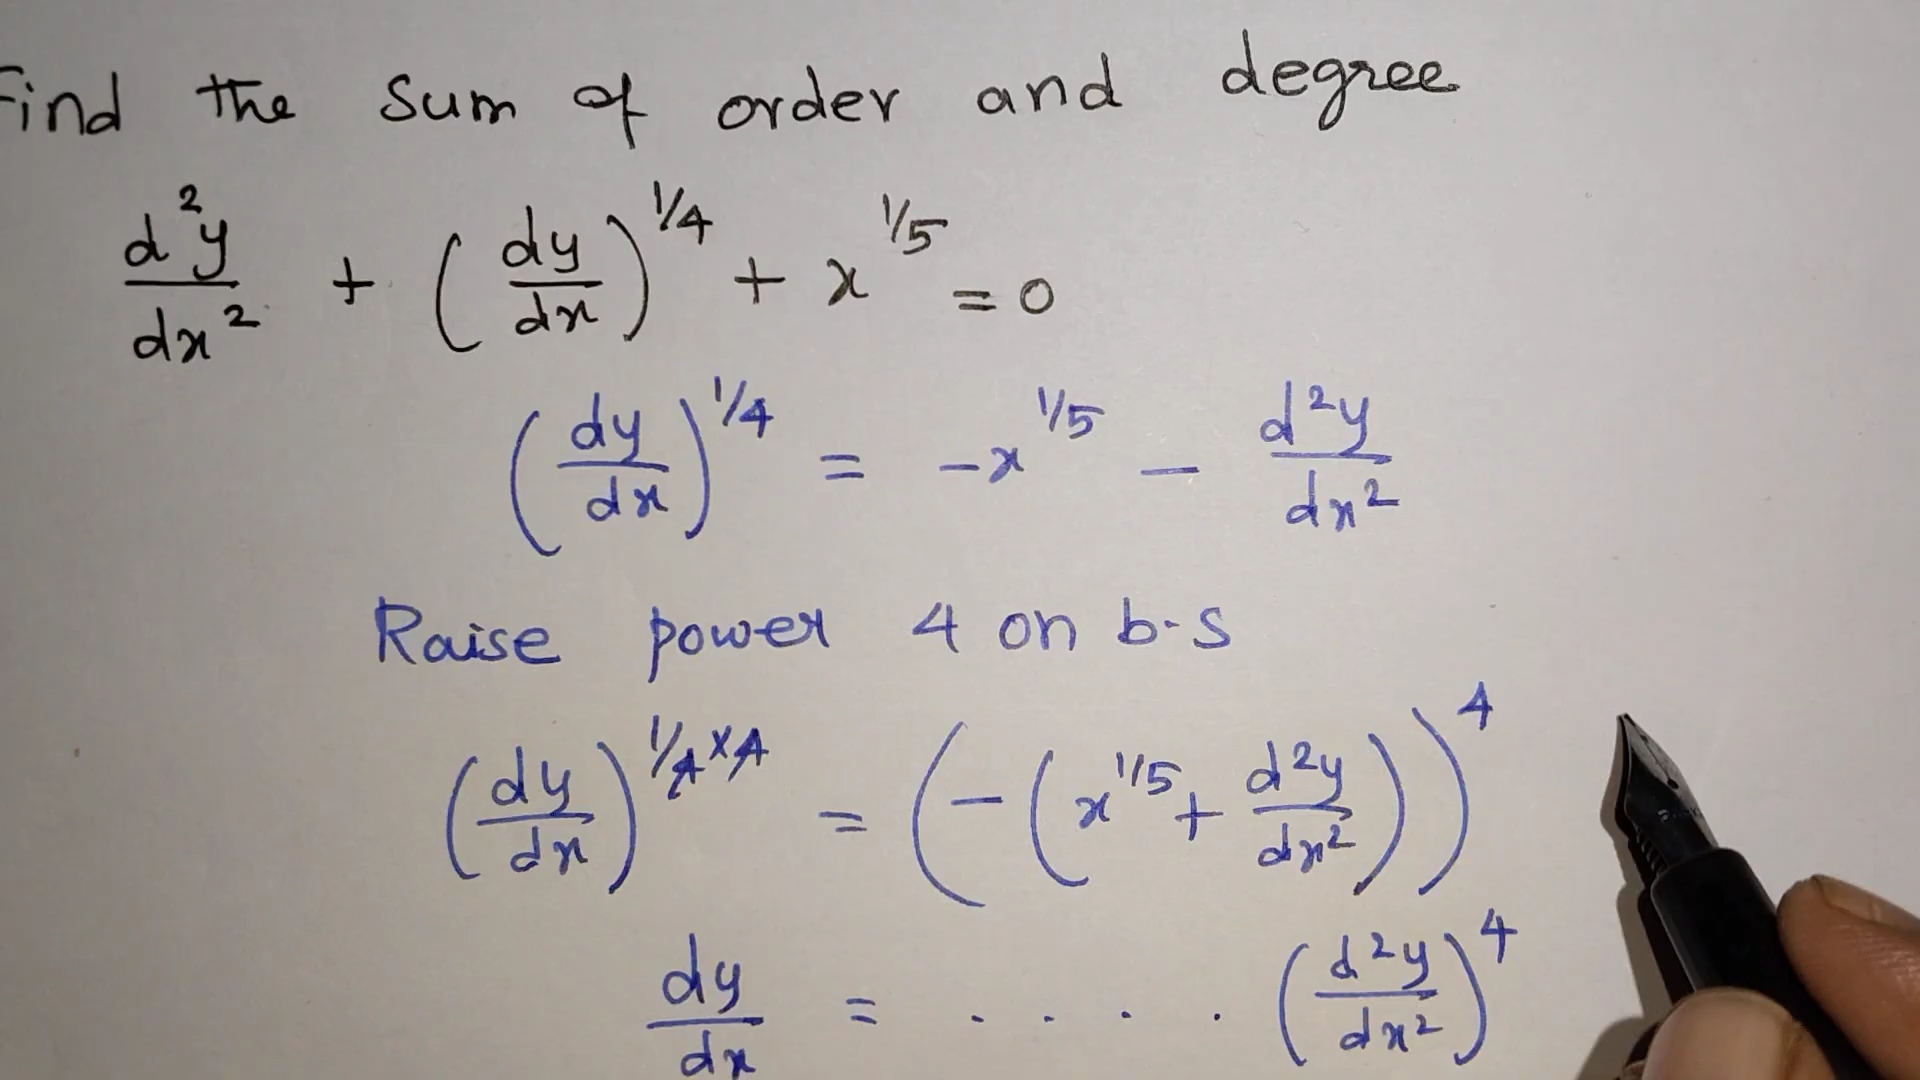 Find the sum of order and degree
d²y/dx² + (dy/dx)^1/4 + x^1/5 = 0
(dy/dx)^1/4 = -x^1/5 - d²y/dx²
Raise power 4 on b-s
(dy/dx)^1/4×4 = (-(x^1/5 + d²y/dx²))^4
dy/dx = . . . . (d²y/dx²)^4